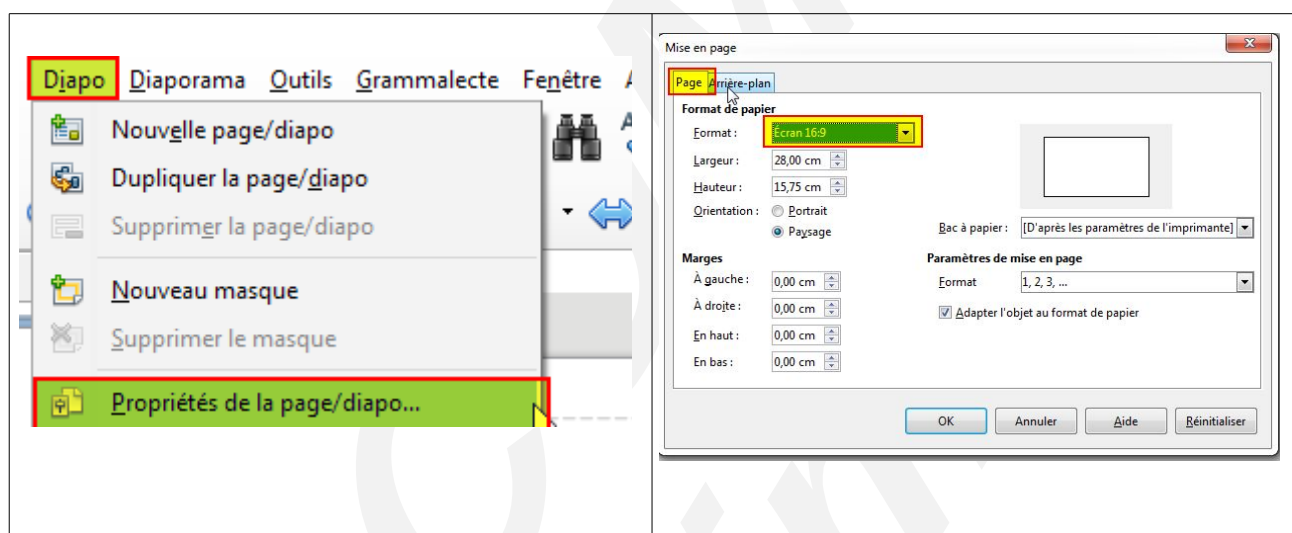 Diapo Diaporama Outils Grammalecte Fenêtre
Nouvelle page/diapo
Dupliquer la page/diapo
Supprimer la page/diapo
Nouveau masque
Supprimer le masque
Propriétés de la page/diapo...
Mise en page
Page Arrière-plan
Format de papier
Format : Écran 16:9
Largeur : 28,00 cm
Hauteur : 15,75 cm
Orientation : Portrait
Paysage
Bac à papier : [D'après les paramètres de l'imprimante]
Marges
À gauche : 0,00 cm
À droite : 0,00 cm
En haut : 0,00 cm
En bas : 0,00 cm
Paramètres de mise en page
Format 1, 2, 3, ...
Adapter l'objet au format de papier
OK Annuler Aide Réinitialiser